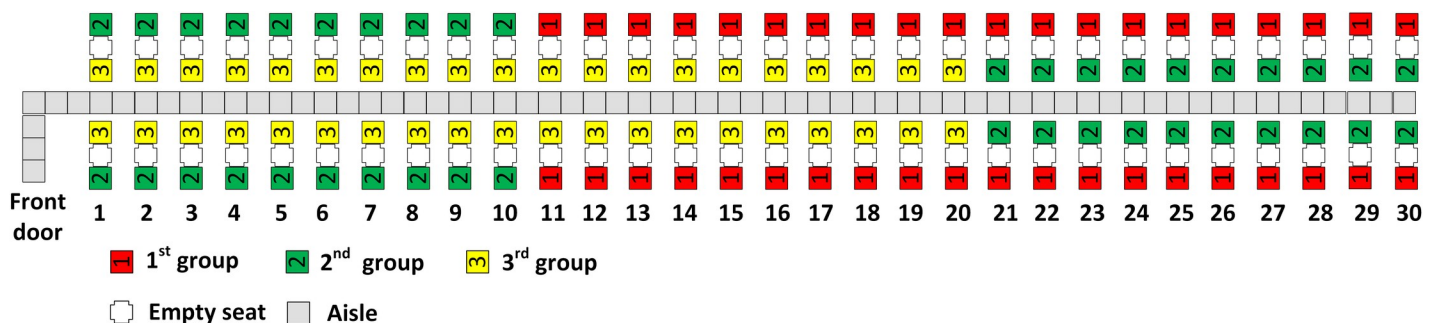 2 2 2 2 2 2 2 2 2 2 1 1 1 1 1 1 1 1 1 1 1 1 1 1 1 1 1 1 1 1
3 3 3 3 3 3 3 3 3 3 3 3 3 3 3 3 3 3 3 3 2 2 2 2 2 2 2 2 2 2
3 3 3 3 3 3 3 3 3 3 3 3 3 3 3 3 3 3 3 3 2 2 2 2 2 2 2 2 2 2
2 2 2 2 2 2 2 2 2 2 1 1 1 1 1 1 1 1 1 1 1 1 1 1 1 1 1 1 1 1
Front
door
1 2 3 4 5 6 7 8 9 10 11 12 13 14 15 16 17 18 19 20 21 22 23 24 25 26 27 28 29 30
1 1st group 2 2nd group 3 3rd group
Empty seat Aisle